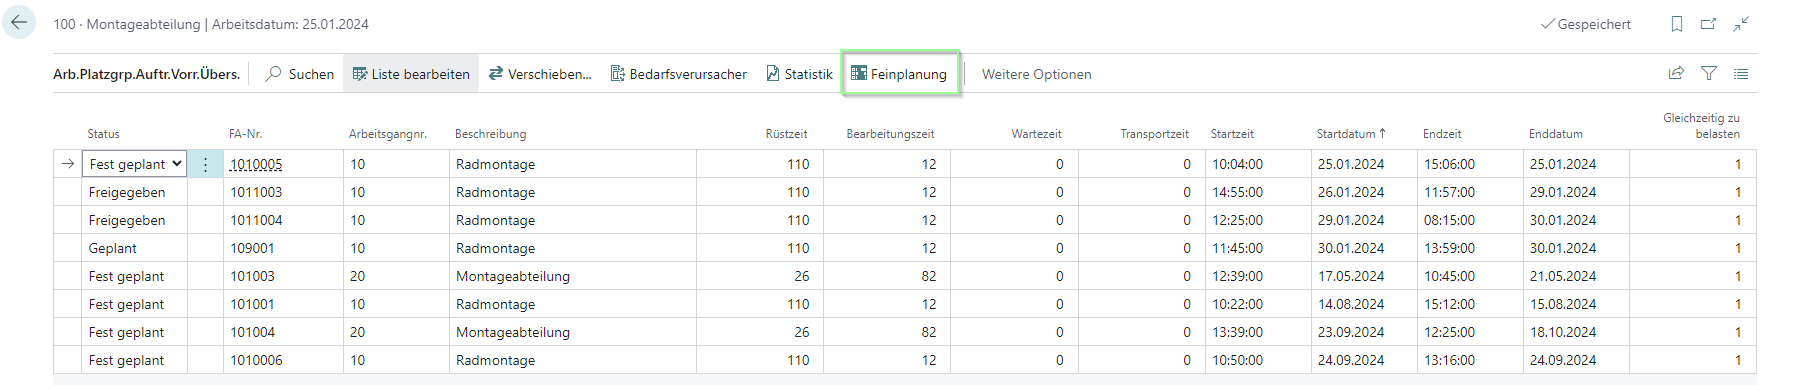 100 · Montageabteilung | Arbeitsdatum: 25.01.2024 Gespeichert
Arb.Platzgrp.Auftr.Vorr.Übers. Suchen Liste bearbeiten Verschieben... Bedarfsverursacher Statistik Feinplanung Weitere Optionen
Status FA-Nr. Arbeitsgangnr. Beschreibung Rüstzeit Bearbeitungszeit Wartezeit Transportzeit Startzeit Startdatum ↑ Endzeit Enddatum Gleichzeitig zu
belasten
Fest geplant 1010005 10 Radmontage 110 12 0 0 10:04:00 25.01.2024 15:06:00 25.01.2024 1
Freigegeben 1011003 10 Radmontage 110 12 0 0 14:55:00 26.01.2024 11:57:00 29.01.2024 1
Freigegeben 1011004 10 Radmontage 110 12 0 0 12:25:00 29.01.2024 08:15:00 30.01.2024 1
Geplant 109001 10 Radmontage 110 12 0 0 11:45:00 30.01.2024 13:59:00 30.01.2024 1
Fest geplant 101003 20 Montageabteilung 26 82 0 0 12:39:00 17.05.2024 10:45:00 21.05.2024 1
Fest geplant 101001 10 Radmontage 110 12 0 0 10:22:00 14.08.2024 15:12:00 15.08.2024 1
Fest geplant 101004 20 Montageabteilung 26 82 0 0 13:39:00 23.09.2024 12:25:00 18.10.2024 1
Fest geplant 1010006 10 Radmontage 110 12 0 0 10:50:00 24.09.2024 13:16:00 24.09.2024 1